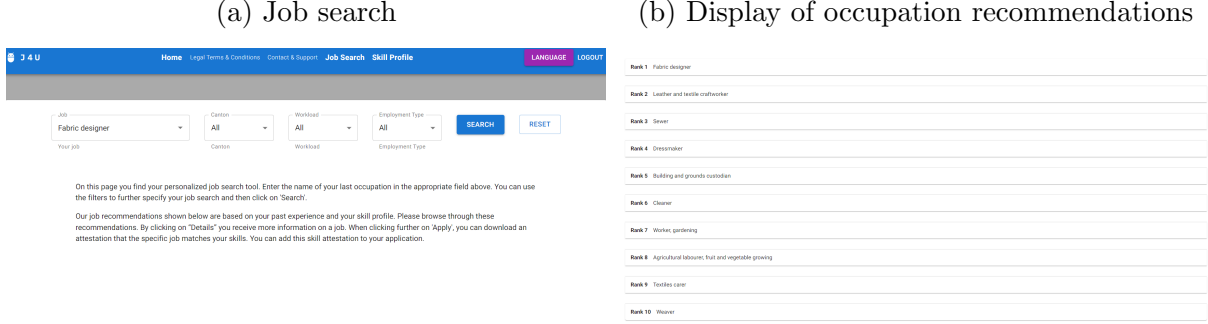 (a) Job search
J 4 U
Home Legal Terms & Conditions Contact & Support Job Search Skill Profile LANGUAGE LOGOUT
Job Canton Workload Employment Type
Fabric designer All All All SEARCH RESET
Your job Canton Workload Employment Type
On this page you find your personalized job search tool. Enter the name of your last occupation in the appropriate field above. You can use
the filters to further specify your job search and then click on 'Search'.
Our job recommendations shown below are based on your past experience and your skill profile. Please browse through these
recommendations. By clicking on "Details" you receive more information on a job. When clicking further on 'Apply', you can download an
attestation that the specific job matches your skills. You can add this skill attestation to your application.
(b) Display of occupation recommendations
Rank 1 Fabric designer
Rank 2 Leather and textile craftworker
Rank 3 Sewer
Rank 4 Dressmaker
Rank 5 Building and grounds custodian
Rank 6 Cleaner
Rank 7 Worker, gardening
Rank 8 Agricultural labourer, fruit and vegetable growing
Rank 9 Textiles carer
Rank 10 Weaver